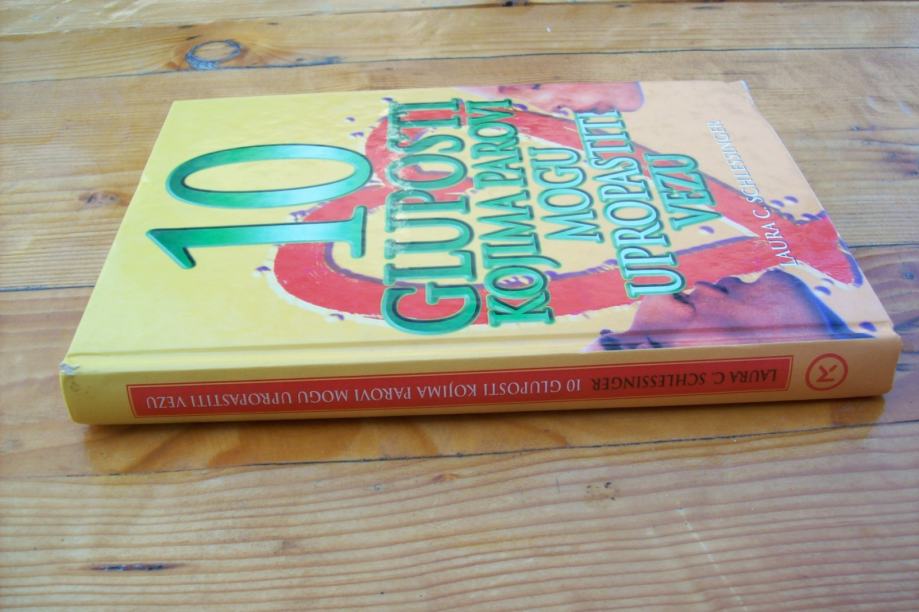 10
GLUPOSTI
KOJIMA PAROVI
MOGU
UPROPASTITI
VEZU
LAURA C. SCHLESSINGER
LAURA C. SCHLESSINGER 10 GLUPOSTI KOJIMA PAROVI MOGU UPROPASTITI VEZU